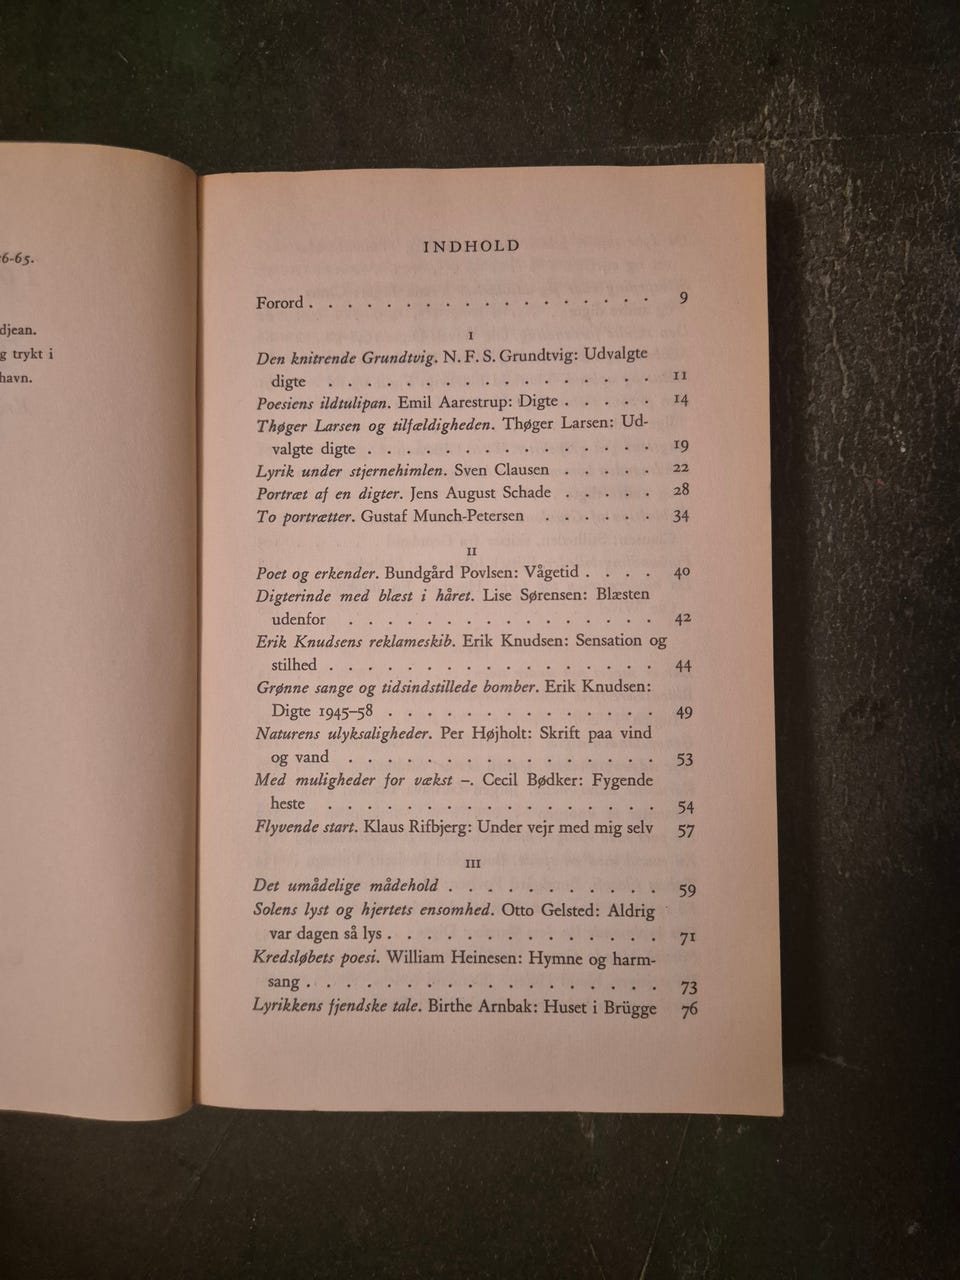 6-65.
djean.
g trykt i
havn.
INDHOLD
Forord . . . . . . . . . . . . . . . . . . 9
I
Den knitrende Grundtvig. N. F. S. Grundtvig: Udvalgte
digte . . . . . . . . . . . . . . . . . 11
Poesiens ildtulipan. Emil Aarestrup: Digte . . . . . 14
Thøger Larsen og tilfældigheden. Thøger Larsen: Ud-
valgte digte . . . . . . . . . . . . . . . 19
Lyrik under stjernehimlen. Sven Clausen . . . . . 22
Portræt af en digter. Jens August Schade . . . . . 28
To portrætter. Gustaf Munch-Petersen . . . . . . 34
II
Poet og erkender. Bundgård Povlsen: Vågetid . . . . 40
Digterinde med blæst i håret. Lise Sørensen: Blæsten
udenfor . . . . . . . . . . . . . . . . 42
Erik Knudsens reklameskib. Erik Knudsen: Sensation og
stilhed . . . . . . . . . . . . . . . . . 44
Grønne sange og tidsindstillede bomber. Erik Knudsen:
Digte 1945–58 . . . . . . . . . . . . . . 49
Naturens ulyksaligheder. Per Højholt: Skrift paa vind
og vand . . . . . . . . . . . . . . . . 53
Med muligheder for vækst –. Cecil Bødker: Fygende
heste . . . . . . . . . . . . . . . . . 54
Flyvende start. Klaus Rifbjerg: Under vejr med mig selv 57
III
Det umådelige mådehold . . . . . . . . . . . 59
Solens lyst og hjertets ensomhed. Otto Gelsted: Aldrig
var dagen så lys . . . . . . . . . . . . . . 71
Kredsløbets poesi. William Heinesen: Hymne og harm-
sang . . . . . . . . . . . . . . . . . . 73
Lyrikkens fjendske tale. Birthe Arnbak: Huset i Brügge 76